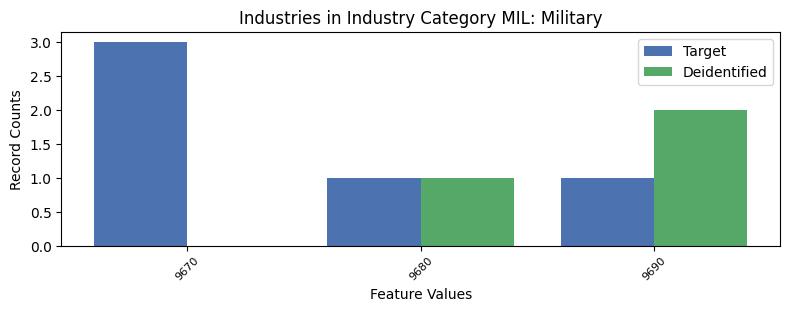 Industries in Industry Category MIL: Military
Target
Deidentified
Record Counts
3.0
2.5
2.0
1.5
1.0
0.5
0.0
9670
9680
9690
Feature Values